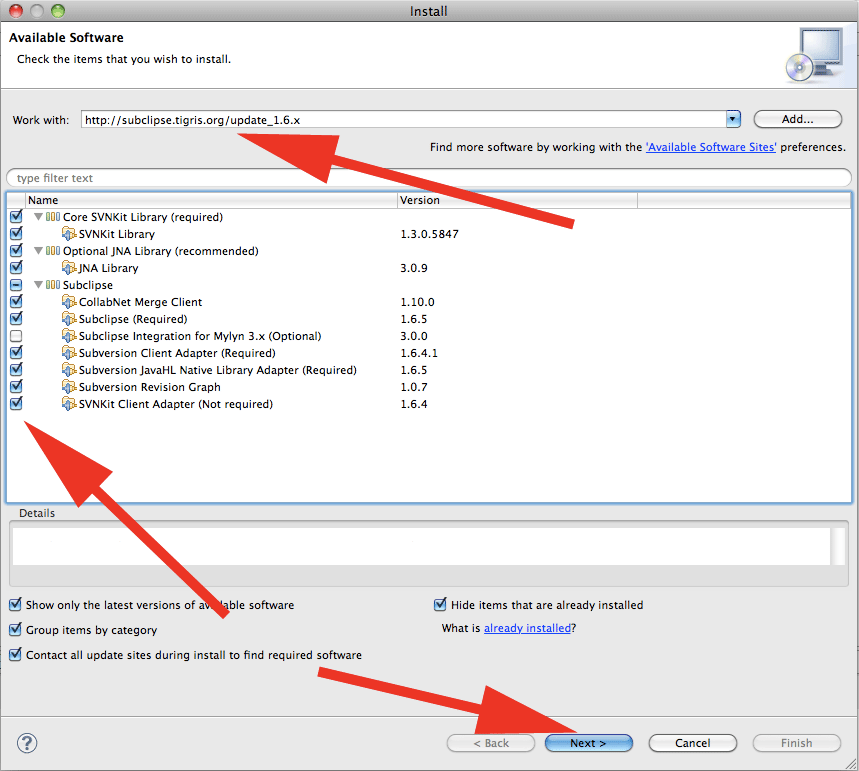 Install
Available Software
Check the items that you wish to install.
Work with: http://subclipse.tigris.org/update_1.6.x Add...
Find more software by working with the 'Available Software Sites' preferences.
type filter text
Name Version
Core SVNKit Library (required)
SVNKit Library 1.3.0.5847
Optional JNA Library (recommended)
JNA Library 3.0.9
Subclipse
CollabNet Merge Client 1.10.0
Subclipse (Required) 1.6.5
Subclipse Integration for Mylyn 3.x (Optional) 3.0.0
Subversion Client Adapter (Required) 1.6.4.1
Subversion JavaHL Native Library Adapter (Required) 1.6.5
Subversion Revision Graph 1.0.7
SVNKit Client Adapter (Not required) 1.6.4
Details
Show only the latest versions of available software Hide items that are already installed
Group items by category What is already installed?
Contact all update sites during install to find required software
? < Back Next > Cancel Finish